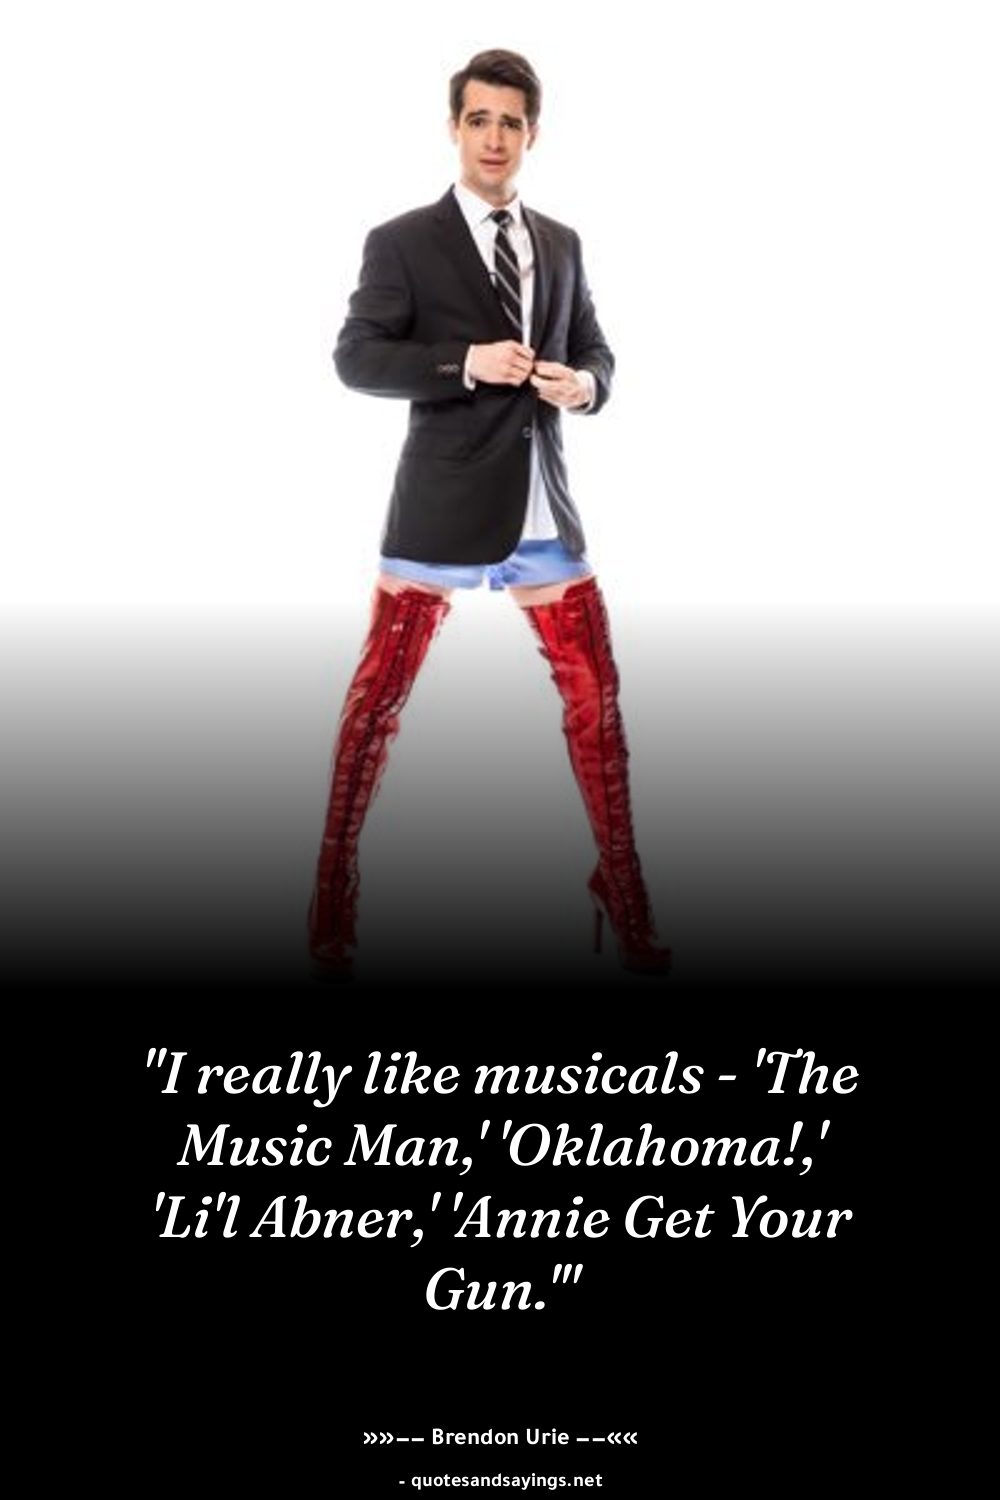 "I really like musicals - 'The
Music Man,' 'Oklahoma!,'
'Li'l Abner,' 'Annie Get Your
Gun.'"
»»−− Brendon Urie −−««
- quotesandsayings.net